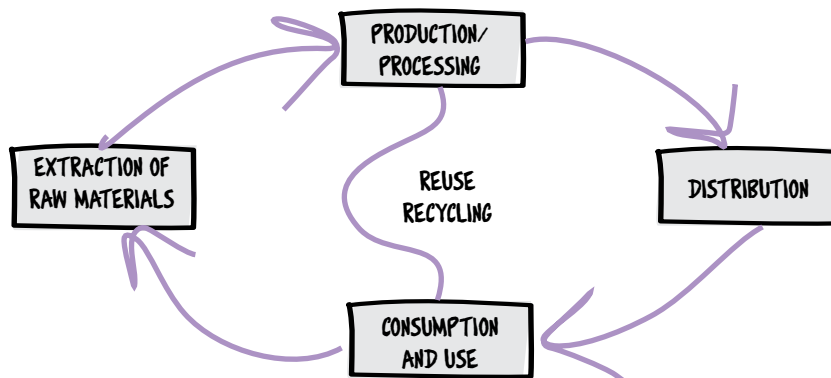 PRODUCTION/
PROCESSING
EXTRACTION OF
RAW MATERIALS
REUSE
RECYCLING
DISTRIBUTION
CONSUMPTION
AND USE